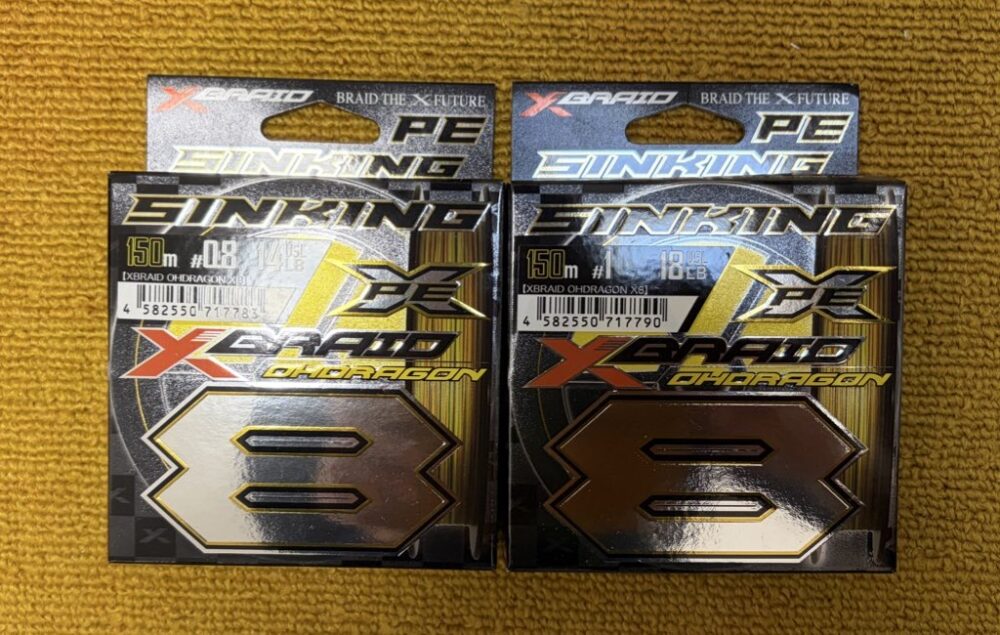 XBRAID BRAID THE X FUTURE
PE
SINKING
SINKING
150m #0.8 14LB
[XBRAID OHDRAGON X8]
4 582550 717783
X PE
XBRAID
OHDRAGON
8
XBRAID BRAID THE X FUTURE
PE
SINKING
SINKING
150m #1 18LB
[XBRAID OHDRAGON X8]
4 582550 717790
X PE
XBRAID
OHDRAGON
8